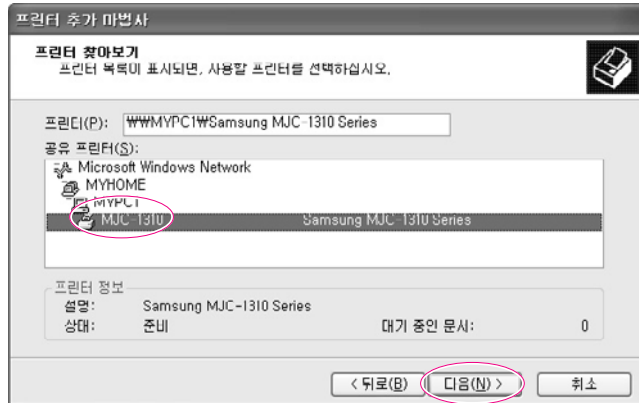 프린터 추가 마법사
프린터 찾아보기
프린터 목록이 표시되면, 사용할 프린터를 선택하십시오.
프린터(P): ₩₩MYPC1₩Samsung MJC-1310 Series
공유 프린터(S):
Microsoft Windows Network
MYHOME
MYPC1
MJC-1310 Samsung MJC-1310 Series
프린터 정보
설명: Samsung MJC-1310 Series
상태: 준비 대기 중인 문서: 0
< 뒤로(B) 다음(N) > 취소